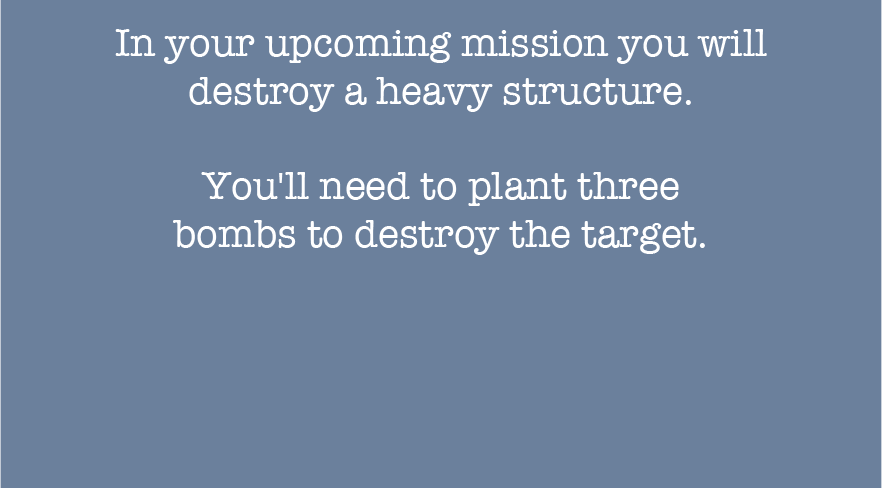 In your upcoming mission you will
destroy a heavy structure.
You'll need to plant three
bombs to destroy the target.